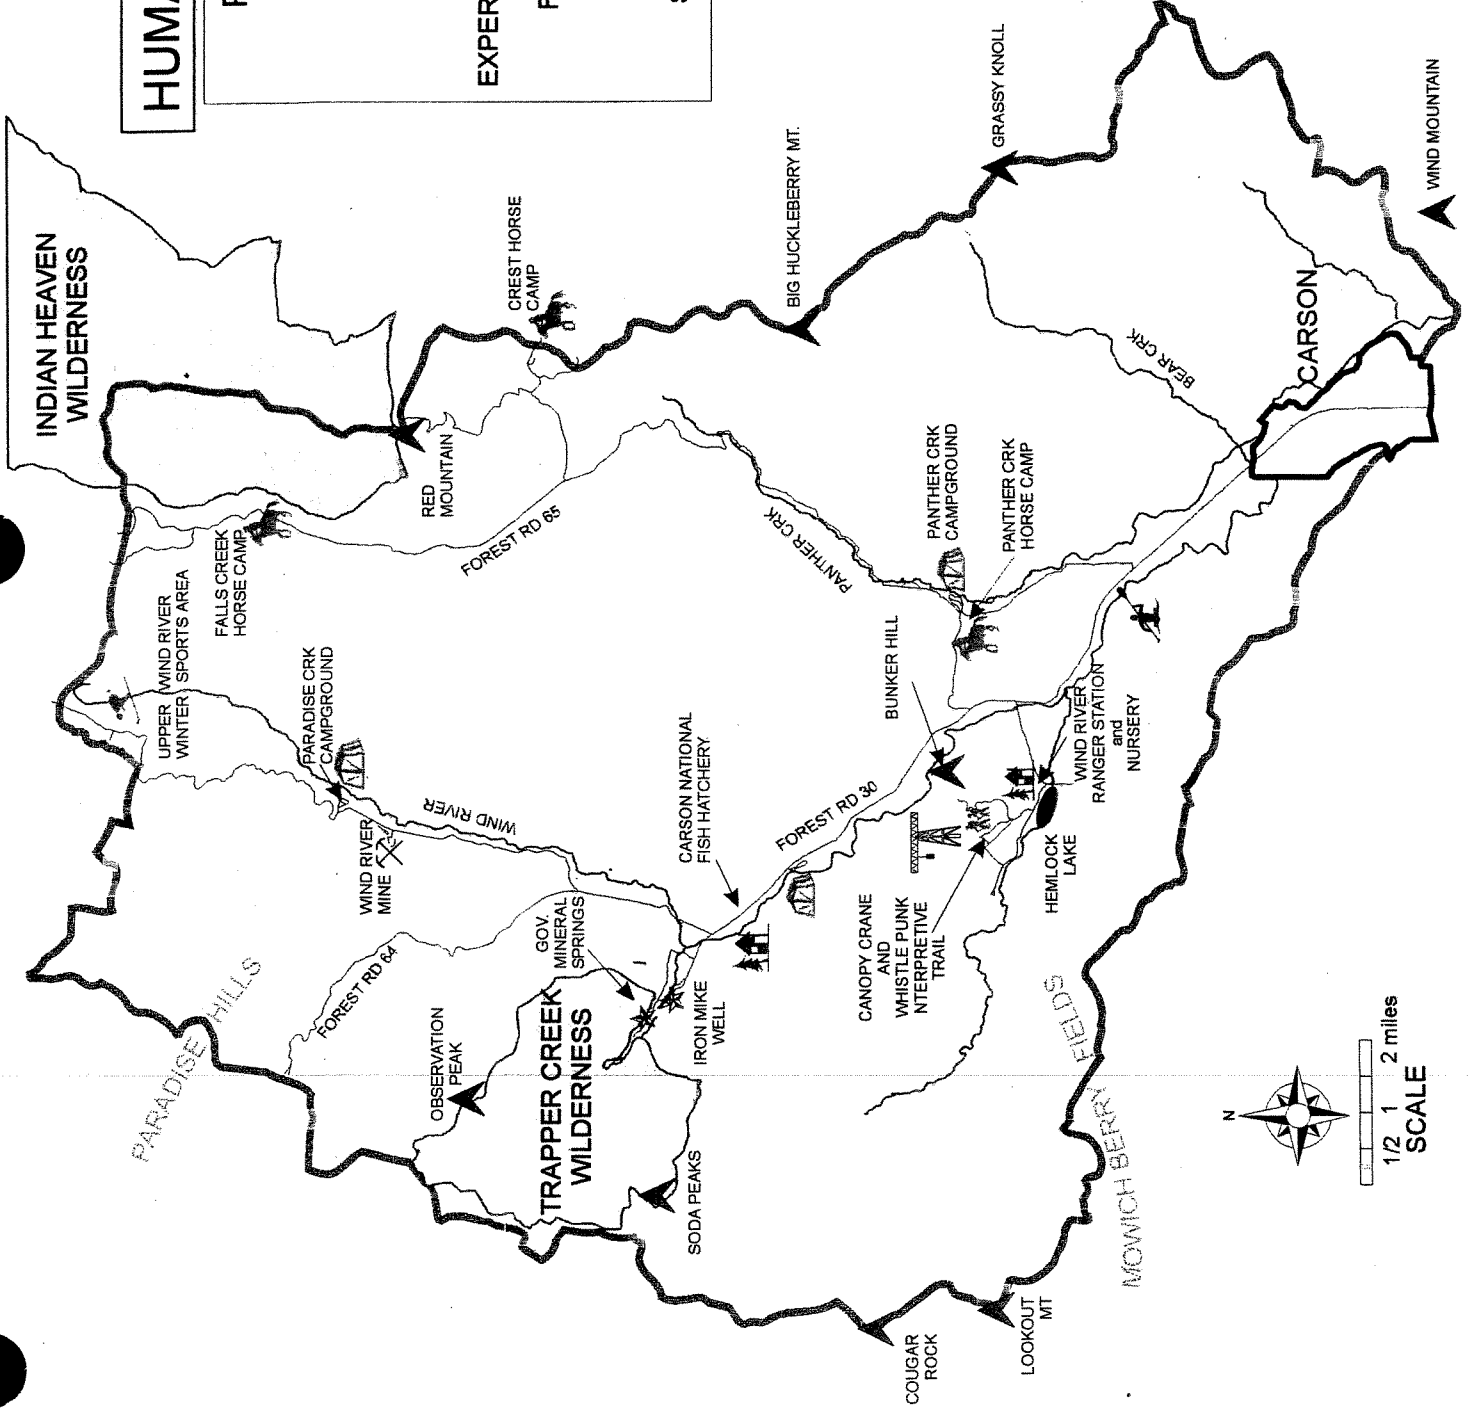 HUMA
EXPER
INDIAN HEAVEN
WILDERNESS
CREST HORSE
CAMP
BIG HUCKLEBERRY MT.
GRASSY KNOLL
WIND MOUNTAIN
CARSON
BEAR CRK
RED
MOUNTAIN
FALLS CREEK
HORSE CAMP
FOREST RD 65
UPPER WIND RIVER
WINTER SPORTS AREA
PARADISE CRK
CAMPGROUND
PANTHER CRK
PANTHER CRK
CAMPGROUND
PANTHER CRK
HORSE CAMP
BUNKER HILL
WIND RIVER
WIND RIVER
MINE
CARSON NATIONAL
FISH HATCHERY
FOREST RD 30
WIND RIVER
RANGER STATION
and
NURSERY
HEMLOCK
LAKE
CANOPY CRANE
AND
WHISTLE PUNK
NTERPRETIVE
TRAIL
GOV.
MINERAL
SPRINGS
IRON MIKE
WELL
FOREST RD 64
PARADISE HILLS
OBSERVATION
PEAK
TRAPPER CREEK
WILDERNESS
SODA PEAKS
MOWICH BERRY FIELDS
COUGAR
ROCK
LOOKOUT
MT
N
1/2 1 2 miles
SCALE